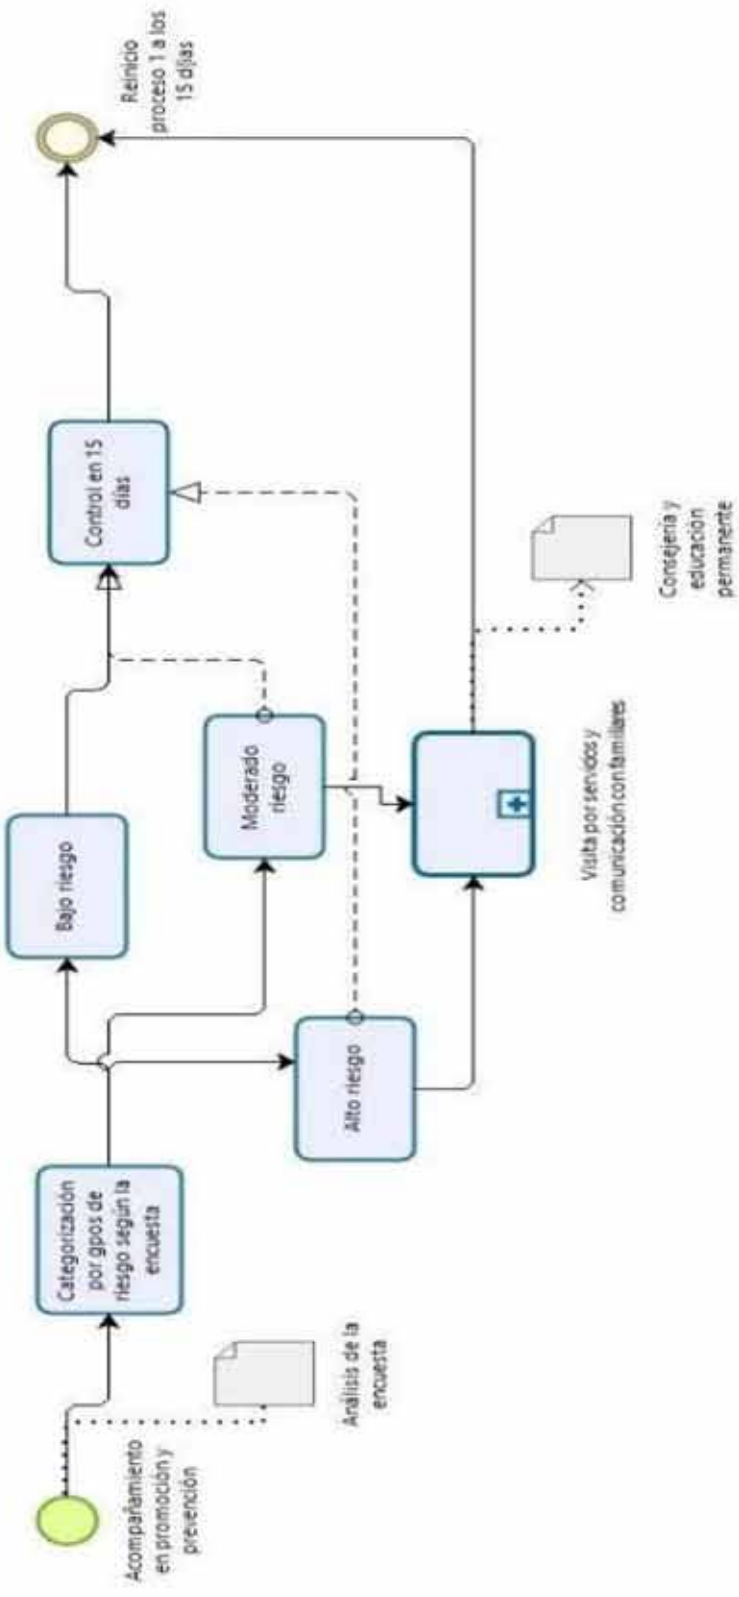 Acompañamiento
en promoción y
prevención
Análisis de la
encuesta
Categorización
por gpos de
riesgo según la
encuesta
Bajo riesgo
Moderado
riesgo
Alto riesgo
Visita por servidos y
comunicación con familiares
Consejería y
educación
permanente
Control en 15
días
Reinicio
proceso 1 a los
15 díjas